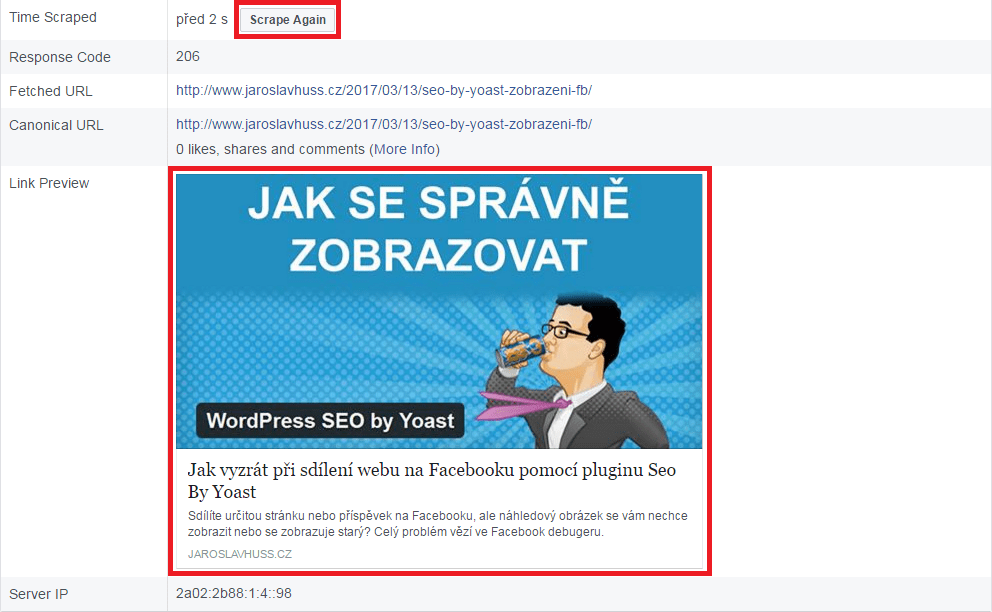 Time Scraped
před 2 s
Scrape Again
Response Code
206
Fetched URL
http://www.jaroslavhuss.cz/2017/03/13/seo-by-yoast-zobrazeni-fb/
Canonical URL
http://www.jaroslavhuss.cz/2017/03/13/seo-by-yoast-zobrazeni-fb/
0 likes, shares and comments (More Info)
Link Preview
JAK SE SPRÁVNĚ
ZOBRAZOVAT
WordPress SEO by Yoast
Jak vyzrát při sdílení webu na Facebooku pomocí pluginu Seo
By Yoast
Sdílíte určitou stránku nebo příspěvek na Facebooku, ale náhledový obrázek se vám nechce
zobrazit nebo se zobrazuje starý? Celý problém vězí ve Facebook debugeru.
JAROSLAVHUSS.CZ
Server IP
2a02:2b88:1:4::98